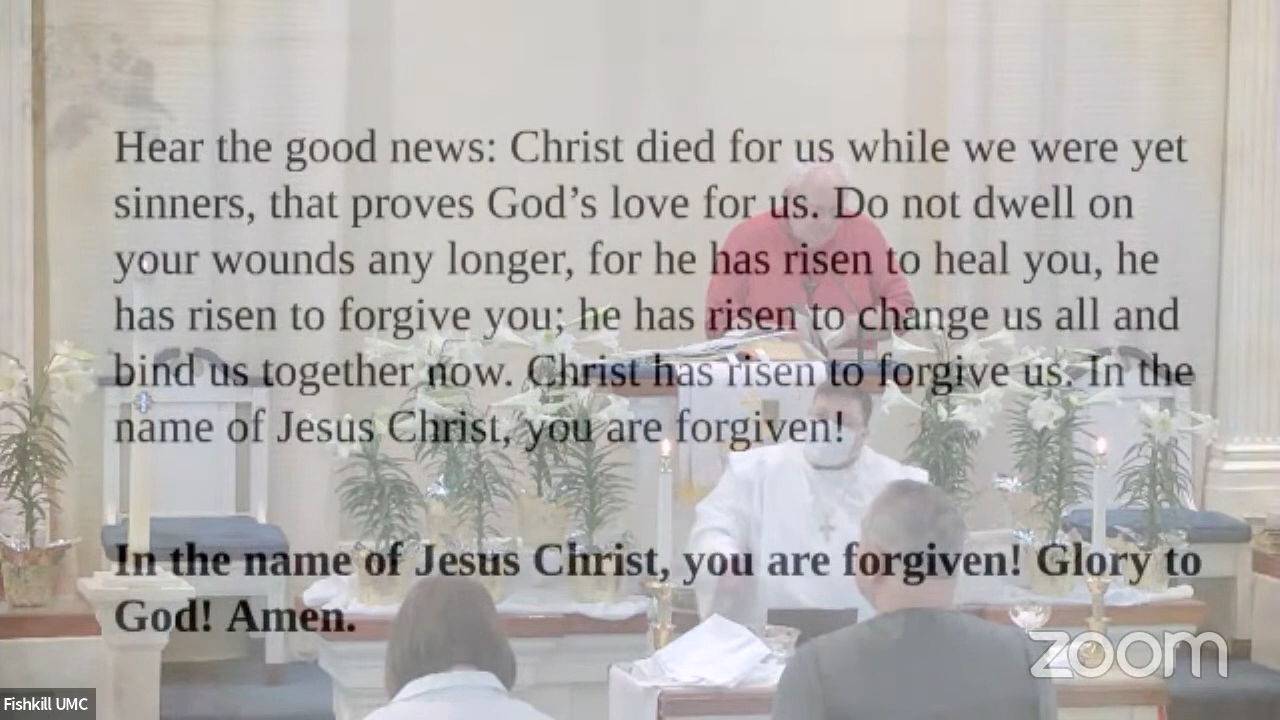 Hear the good news: Christ died for us while we were yet
sinners, that proves God’s love for us. Do not dwell on
your wounds any longer, for he has risen to heal you, he
has risen to forgive you; he has risen to change us all and
bind us together now. Christ has risen to forgive us. In the
name of Jesus Christ, you are forgiven!
In the name of Jesus Christ, you are forgiven! Glory to
God! Amen.
zoom
Fishkill UMC